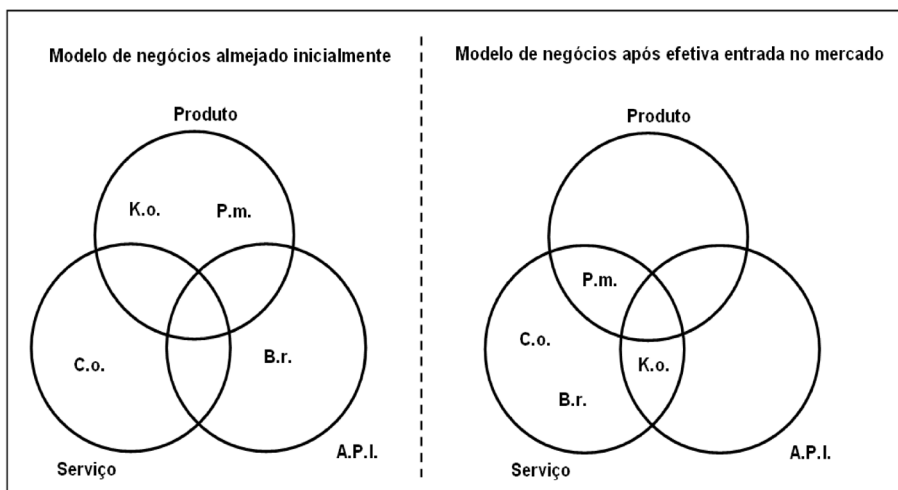 Modelo de negócios almejado inicialmente
Produto
K.o. P.m.
C.o. B.r.
Serviço A.P.I.
Modelo de negócios após efetiva entrada no mercado
Produto
P.m.
C.o. K.o.
B.r.
Serviço A.P.I.